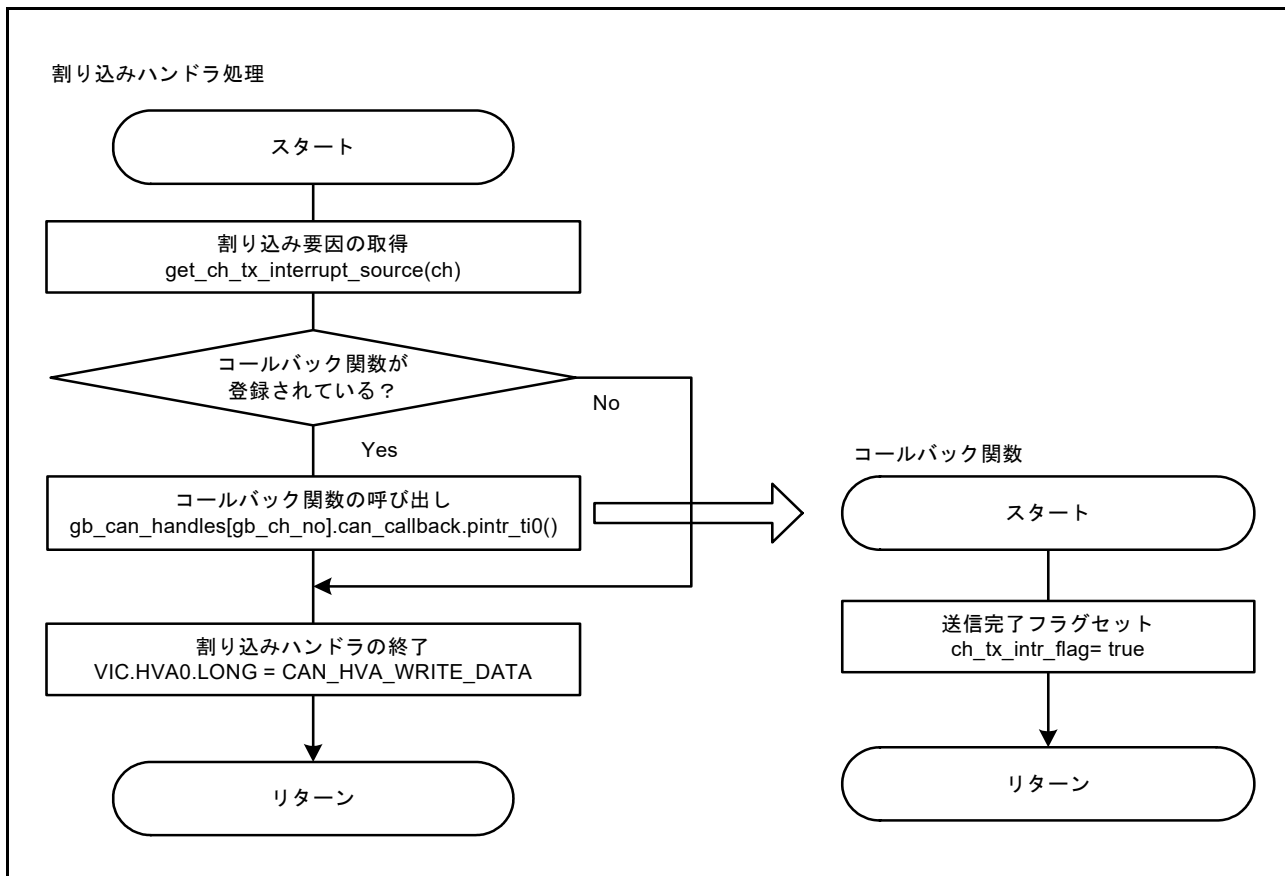 割り込みハンドラ処理
スタート
割り込み要因の取得
get_ch_tx_interrupt_source(ch)
コールバック関数が
登録されている？
No
Yes
コールバック関数の呼び出し
gb_can_handles[gb_ch_no].can_callback.pintr_ti0()
割り込みハンドラの終了
VIC.HVA0.LONG = CAN_HVA_WRITE_DATA
リターン
コールバック関数
スタート
送信完了フラグセット
ch_tx_intr_flag= true
リターン